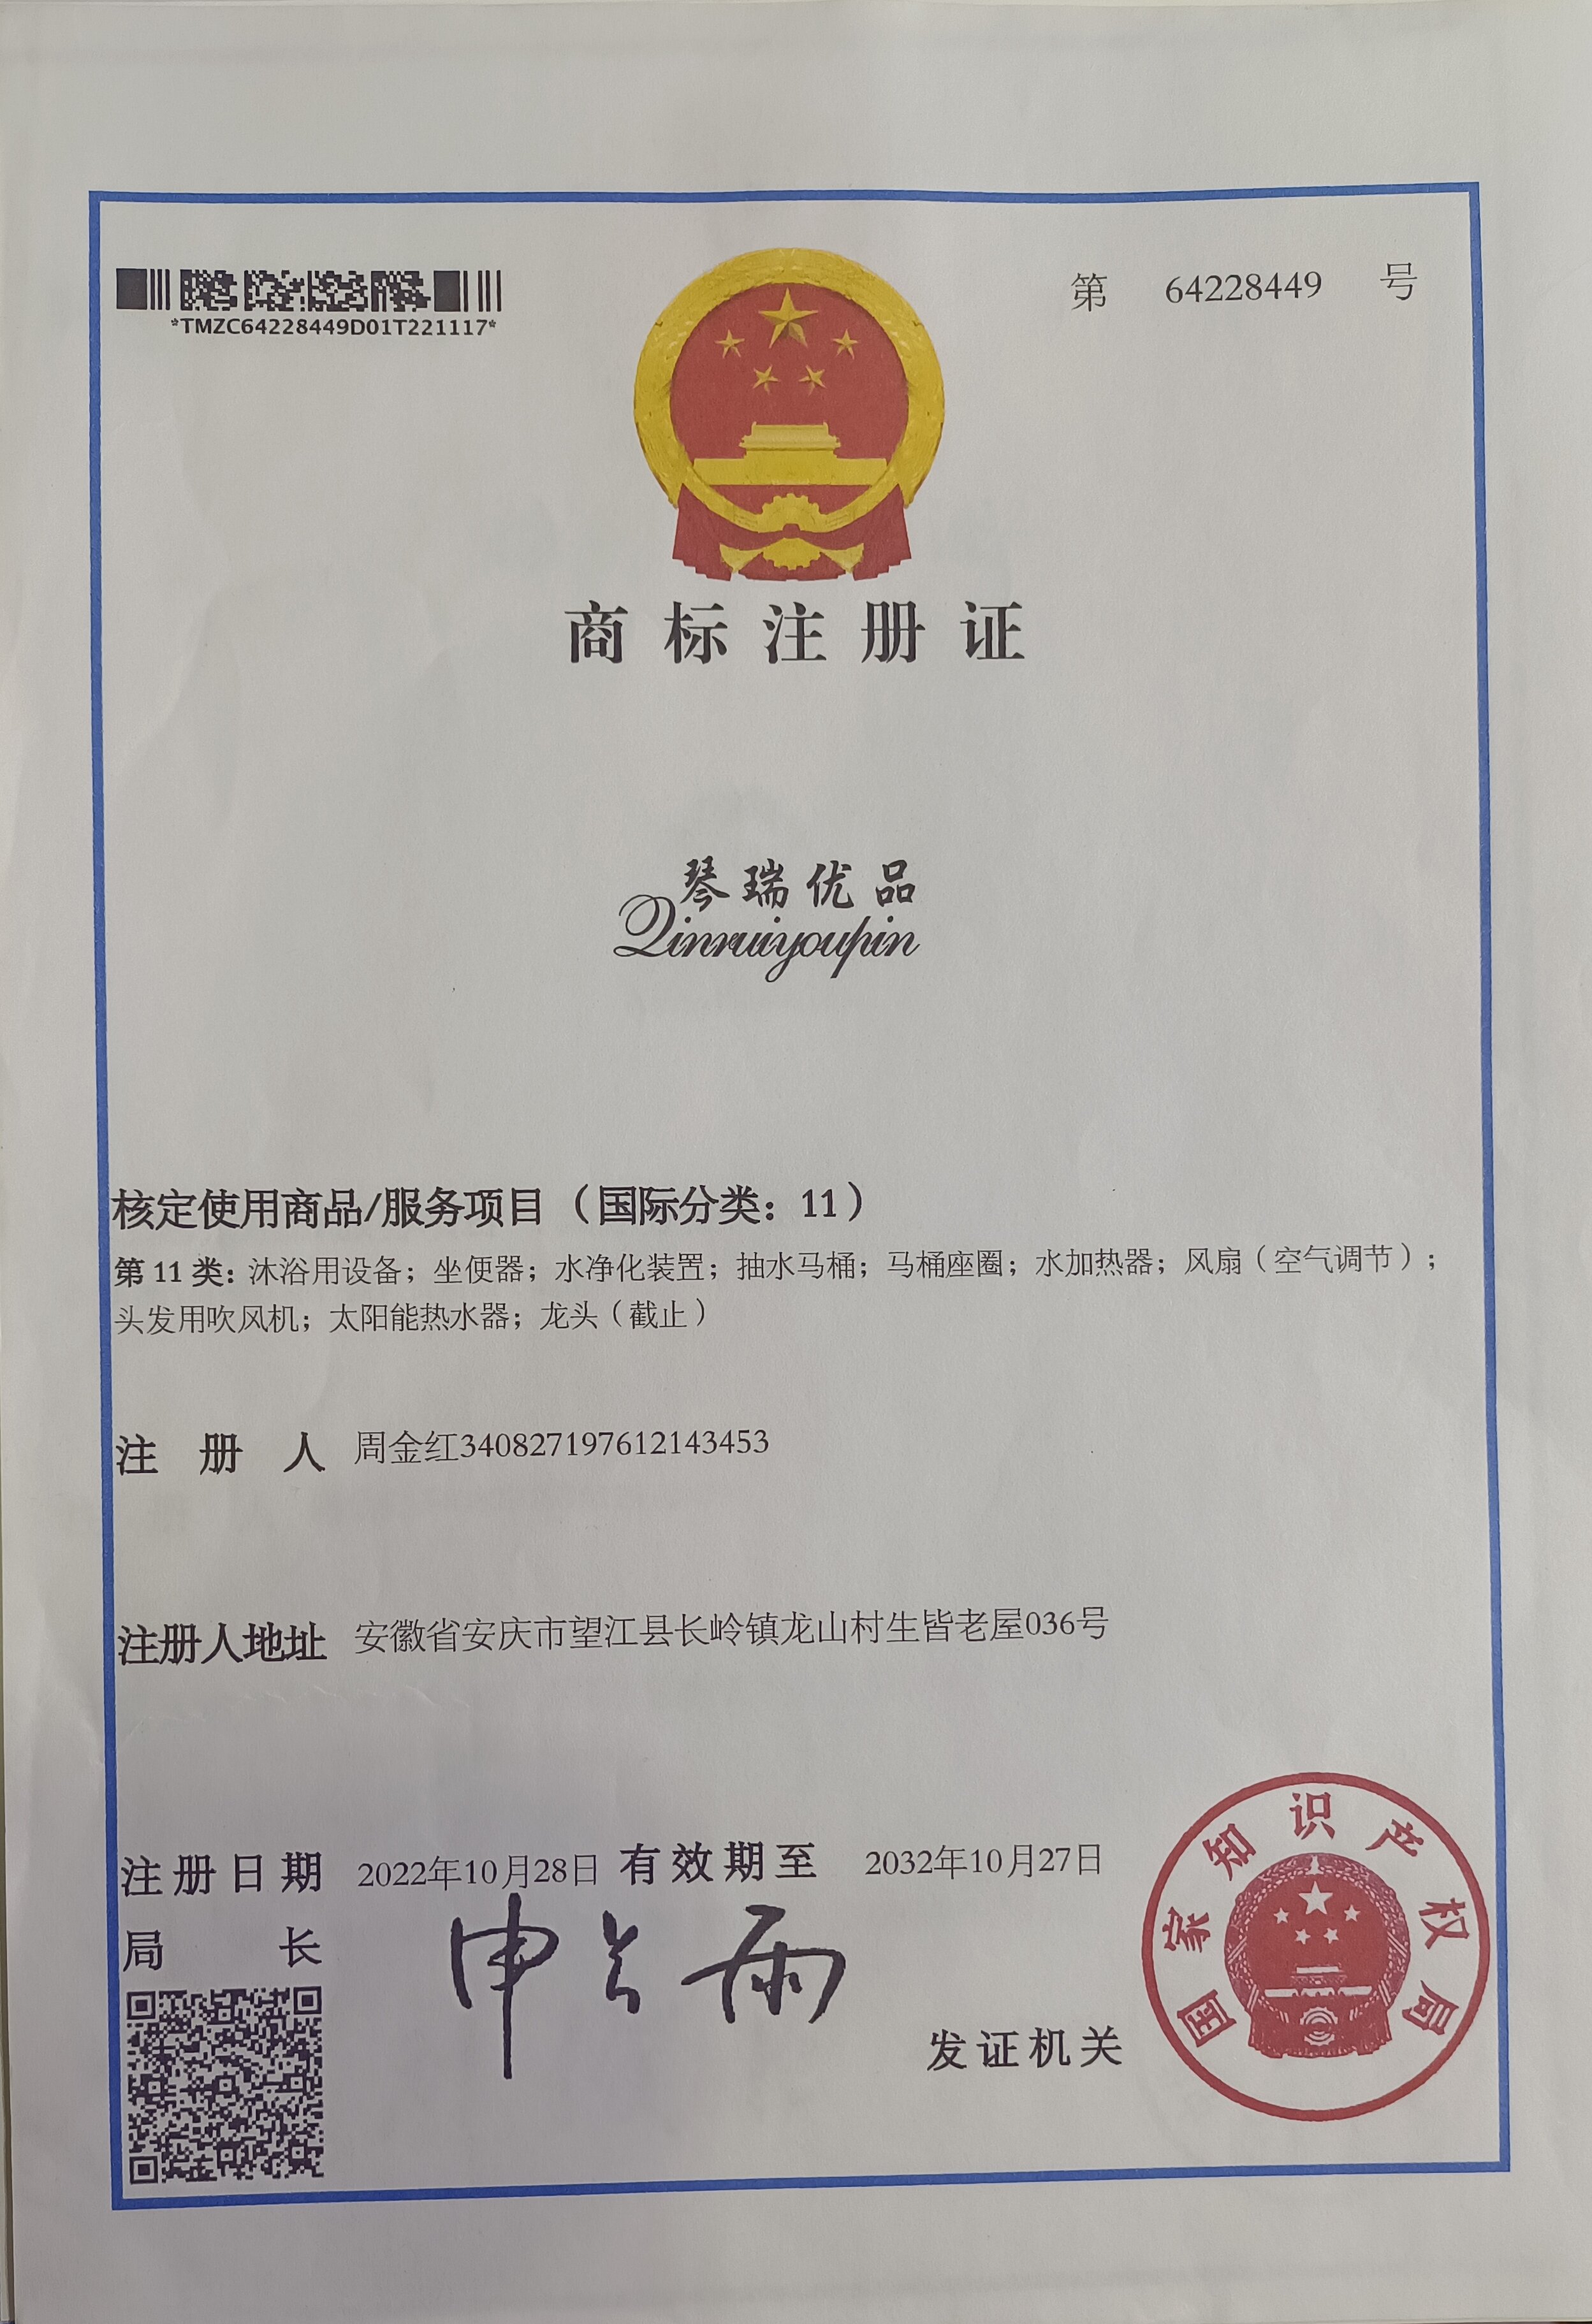 *TMZC64228449D01T221117*
第 64228449 号
商标注册证
琴瑞优品
Qinruiyoupin
核定使用商品/服务项目（国际分类：11）
第11类：沐浴用设备；坐便器；水净化装置；抽水马桶；马桶座圈；水加热器；风扇（空气调节）；
头发用吹风机；太阳能热水器；龙头（截止）
注册人 周金红340827197612143453
注册人地址 安徽省安庆市望江县长岭镇龙山村生皆老屋036号
注册日期 2022年10月28日 有效期至 2032年10月27日
局长 申长雨
发证机关
国家知识产权局